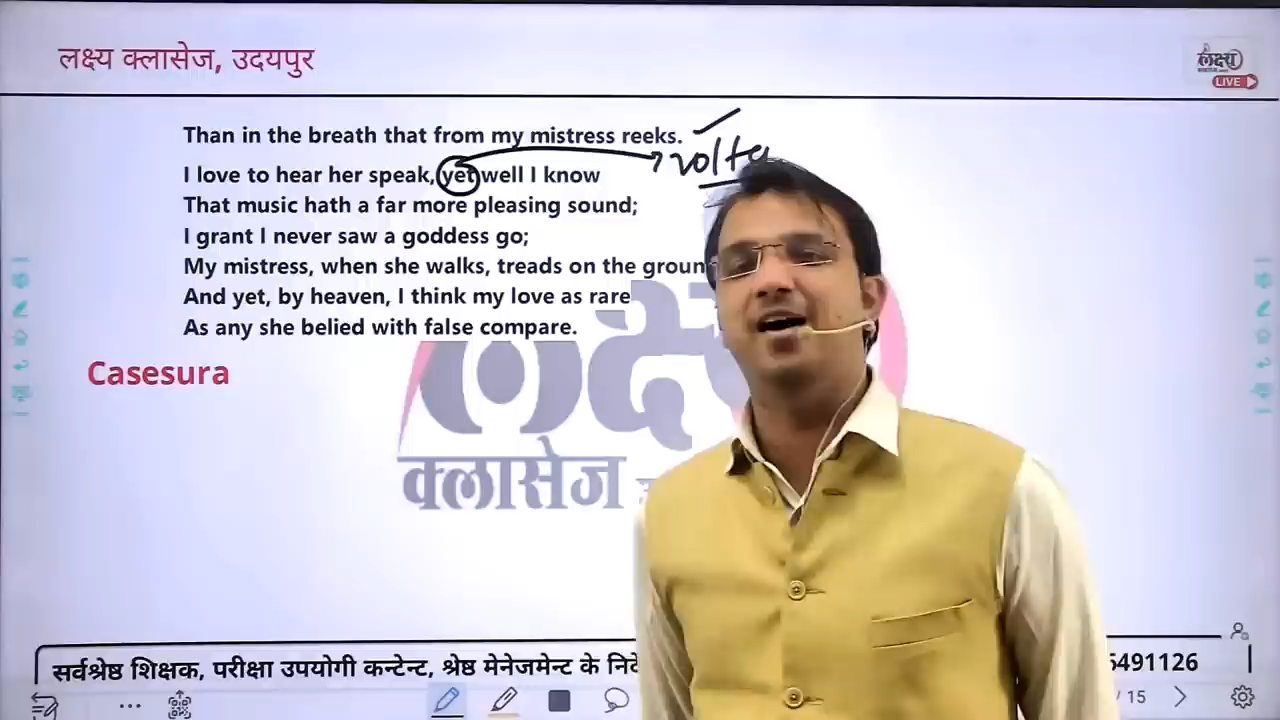 लक्ष्य क्लासेज, उदयपुर
लक्ष्य
LIVE
Than in the breath that from my mistress reeks.
volta
I love to hear her speak, yet well I know
That music hath a far more pleasing sound;
I grant I never saw a goddess go;
My mistress, when she walks, treads on the groun
And yet, by heaven, I think my love as rare
As any she belied with false compare.
Casesura
क्लासेज
सर्वश्रेष्ठ शिक्षक, परीक्षा उपयोगी कन्टेन्ट, श्रेष्ठ मेनेजमेन्ट के निदे
6491126
/ 15